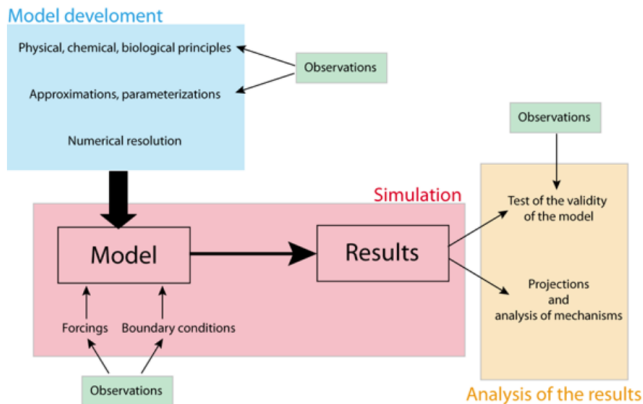 Model develoment
Physical, chemical, biological principles
Observations
Approximations, parameterizations
Numerical resolution
Observations
Simulation
Test of the validity
of the model
Model
Results
Projections
and
analysis of mechanisms
Forcings
Boundary conditions
Observations
Analysis of the results